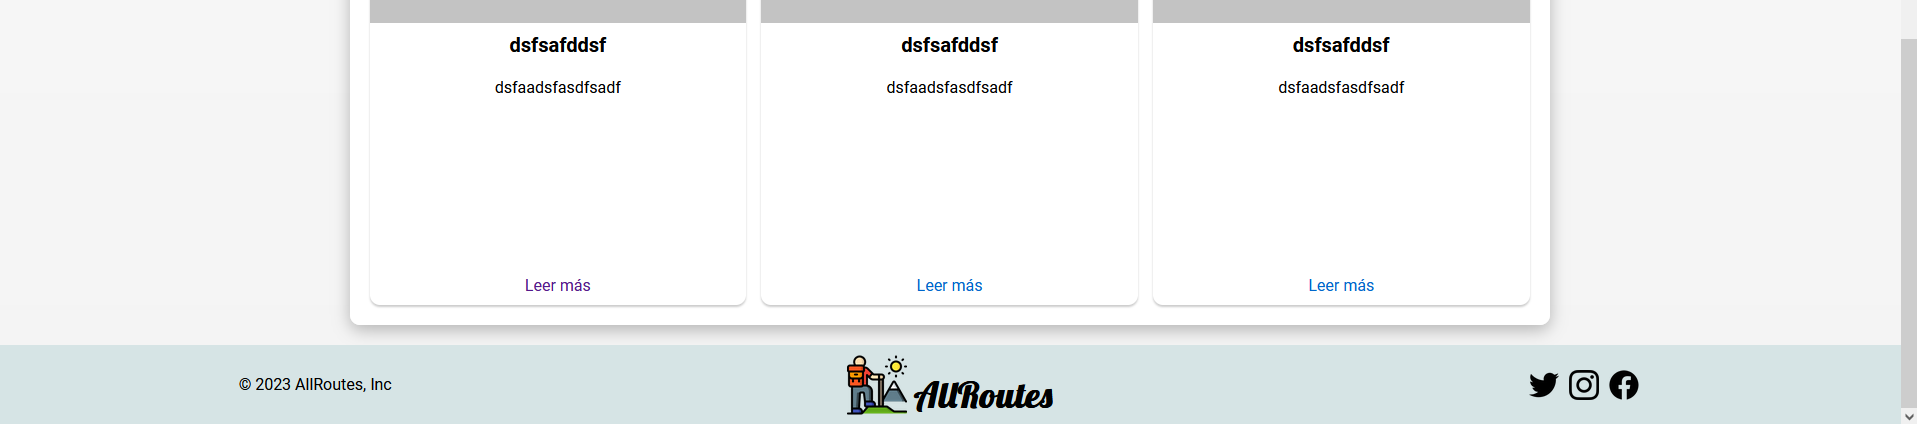 dsfsafddsf
dsfaadsfasdfsadf
Leer más
dsfsafddsf
dsfaadsfasdfsadf
Leer más
dsfsafddsf
dsfaadsfasdfsadf
Leer más
© 2023 AllRoutes, Inc
AllRoutes